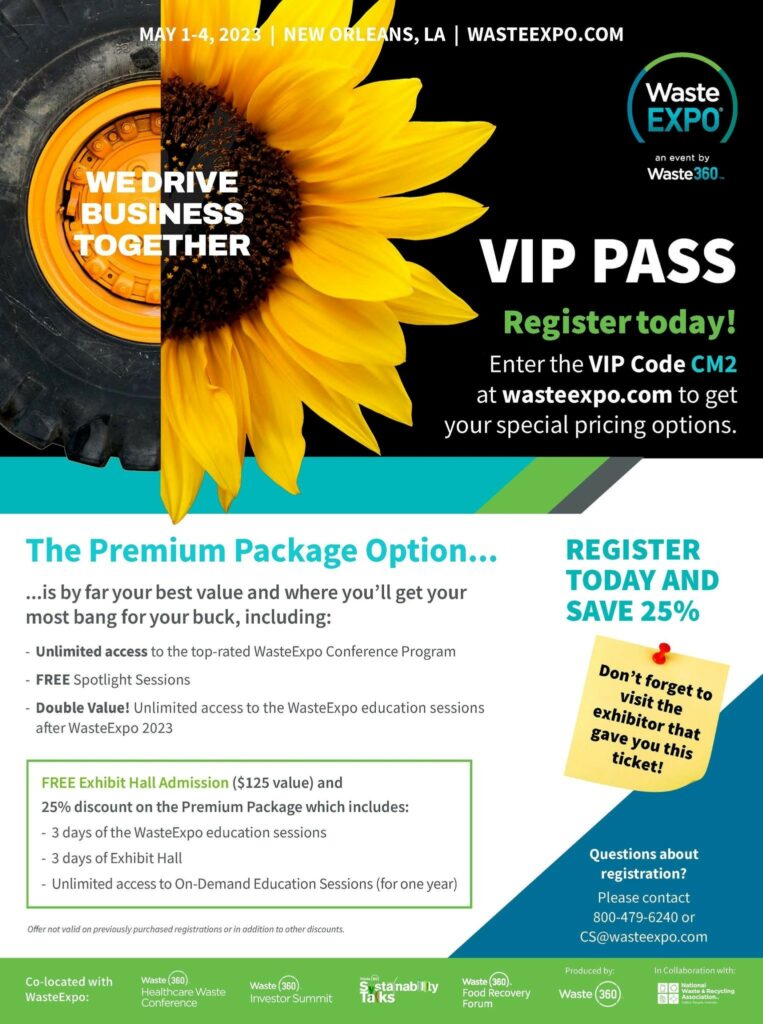 MAY 1-4, 2023 | NEW ORLEANS, LA | WASTEEXPO.COM
Waste
EXPO®
an event by
Waste360™
WE DRIVE
BUSINESS
TOGETHER
VIP PASS
Register today!
Enter the VIP Code CM2
at wasteexpo.com to get
your special pricing options.
The Premium Package Option...
...is by far your best value and where you’ll get your
most bang for your buck, including:
- Unlimited access to the top-rated WasteExpo Conference Program
- FREE Spotlight Sessions
- Double Value! Unlimited access to the WasteExpo education sessions
after WasteExpo 2023
REGISTER
TODAY AND
SAVE 25%
Don’t forget to
visit the
exhibitor that
gave you this
ticket!
FREE Exhibit Hall Admission ($125 value) and
25% discount on the Premium Package which includes:
- 3 days of the WasteExpo education sessions
- 3 days of Exhibit Hall
- Unlimited access to On-Demand Education Sessions (for one year)
Offer not valid on previously purchased registrations or in addition to other discounts.
Questions about
registration?
Please contact
800-479-6240 or
CS@wasteexpo.com
Co-located with
WasteExpo:
Waste 360
Healthcare Waste
Conference
Waste 360
Investor Summit
Sustainability
Talks
Waste 360
Food Recovery
Forum
Produced by:
Waste 360
In Collaboration with:
National
Waste & Recycling
Association